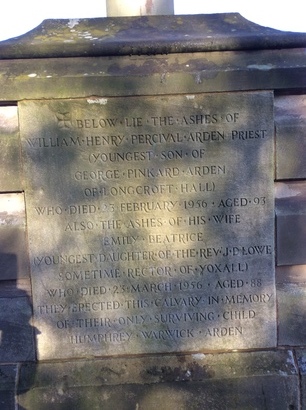 BELOW·LIE·THE·ASHES·OF
WILLIAM·HENRY·PERCIVAL·ARDEN·PRIEST
(YOUNGEST·SON·OF
GEORGE·PINKARD·ARDEN
OF·LONGCROFT·HALL)
WHO·DIED·23·FEBRUARY·1956·AGED·93
ALSO·THE·ASHES·OF·HIS·WIFE
EMILY·BEATRICE
(YOUNGEST·DAUGHTER·OF·THE·REV·J·D·LOWE
SOMETIME·RECTOR·OF·YOXALL)
WHO·DIED·25·MARCH·1956·AGED·88
THEY·ERECTED·THIS·CALVARY·IN·MEMORY
OF·THEIR·ONLY·SURVIVING·CHILD
HUMPHREY·WARWICK·ARDEN